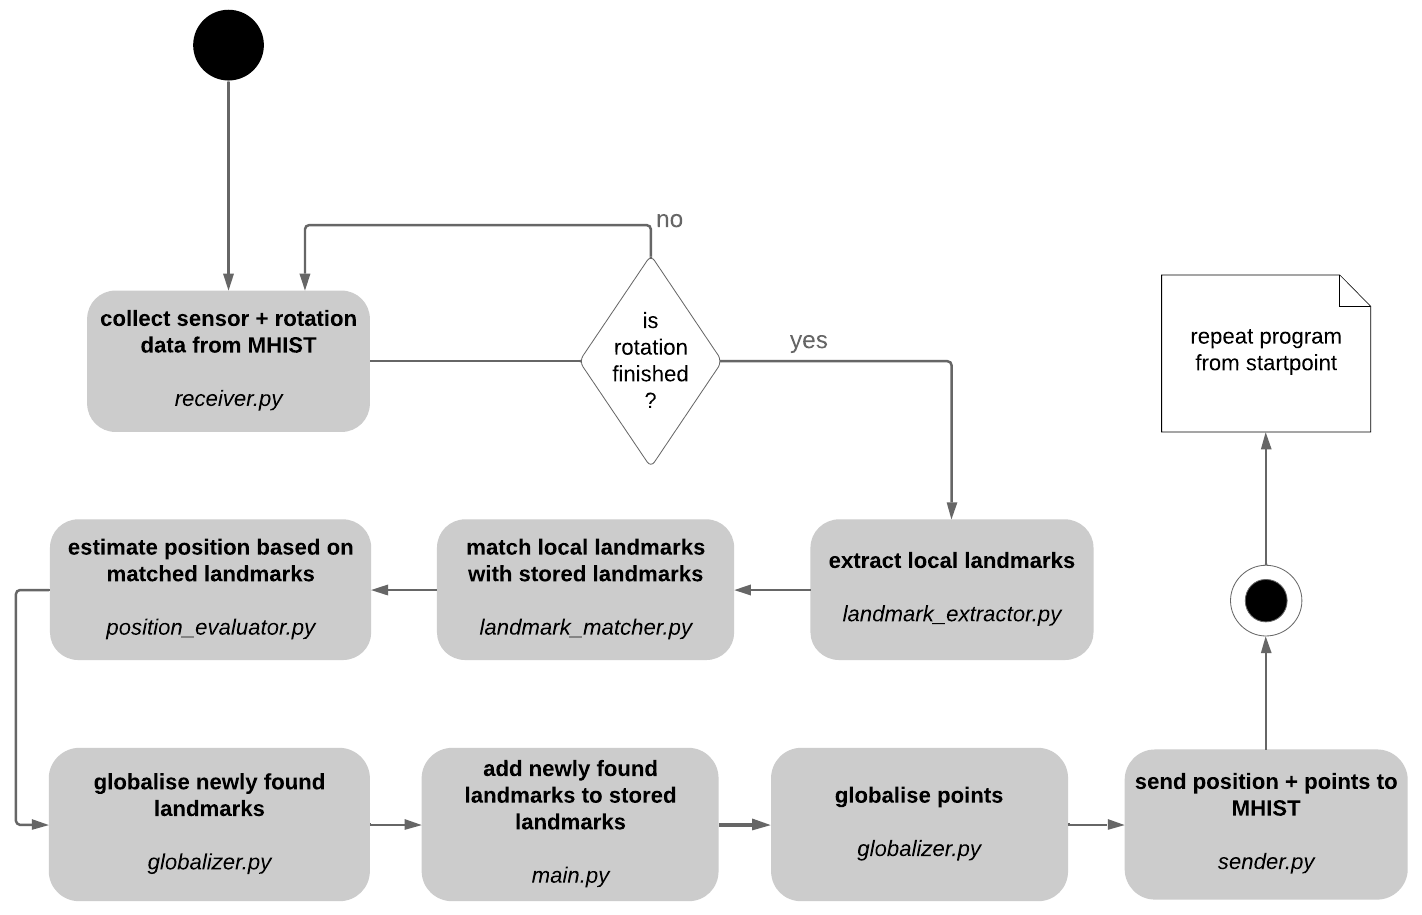 no
collect sensor + rotation
data from MHIST
receiver.py
is
rotation
finished
?
yes
repeat program
from startpoint
estimate position based on
matched landmarks
position_evaluator.py
match local landmarks
with stored landmarks
landmark_matcher.py
extract local landmarks
landmark_extractor.py
globalise newly found
landmarks
globalizer.py
add newly found
landmarks to stored
landmarks
main.py
globalise points
globalizer.py
send position + points to
MHIST
sender.py